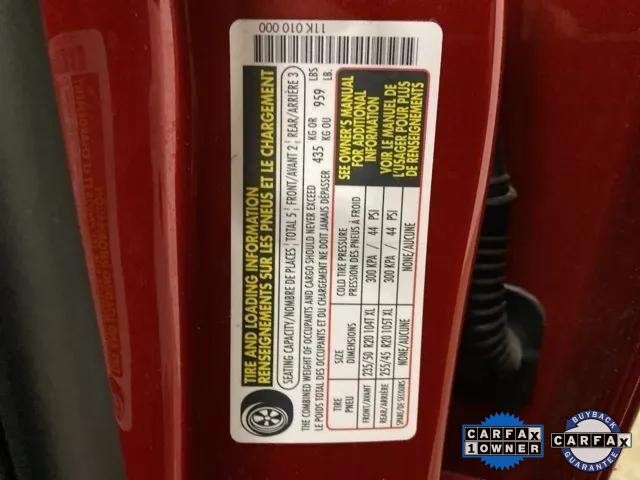 11K 010 000
TIRE AND LOADING INFORMATION
RENSEIGNEMENTS SUR LES PNEUS ET LE CHARGEMENT
SEATING CAPACITY/NOMBRE DE PLACES TOTAL 5 FRONT/AVANT 2 REAR/ARRIÈRE 3
THE COMBINED WEIGHT OF OCCUPANTS AND CARGO SHOULD NEVER EXCEED 435 KG OR 959 LBS
LE POIDS TOTAL DES OCCUPANTS ET DU CHARGEMENT NE DOIT JAMAIS DÉPASSER KG OU LB.
TIRE SIZE COLD TIRE PRESSURE
PNEU DIMENSIONS PRESSION DES PNEUS À FROID
FRONT/AVANT 235/50 R20 104T XL 300 KPA / 44 PSI
REAR/ARRIÈRE 255/45 R20 105T XL 300 KPA / 44 PSI
SPARE/DE SECOURS NONE/AUCUNE NONE/AUCUNE
SEE OWNER'S MANUAL
FOR ADDITIONAL
INFORMATION
VOIR LE MANUEL DE
L'USAGER POUR PLUS
DE RENSEIGNEMENTS
CARFAX
1 OWNER
BUYBACK
CARFAX
GUARANTEE